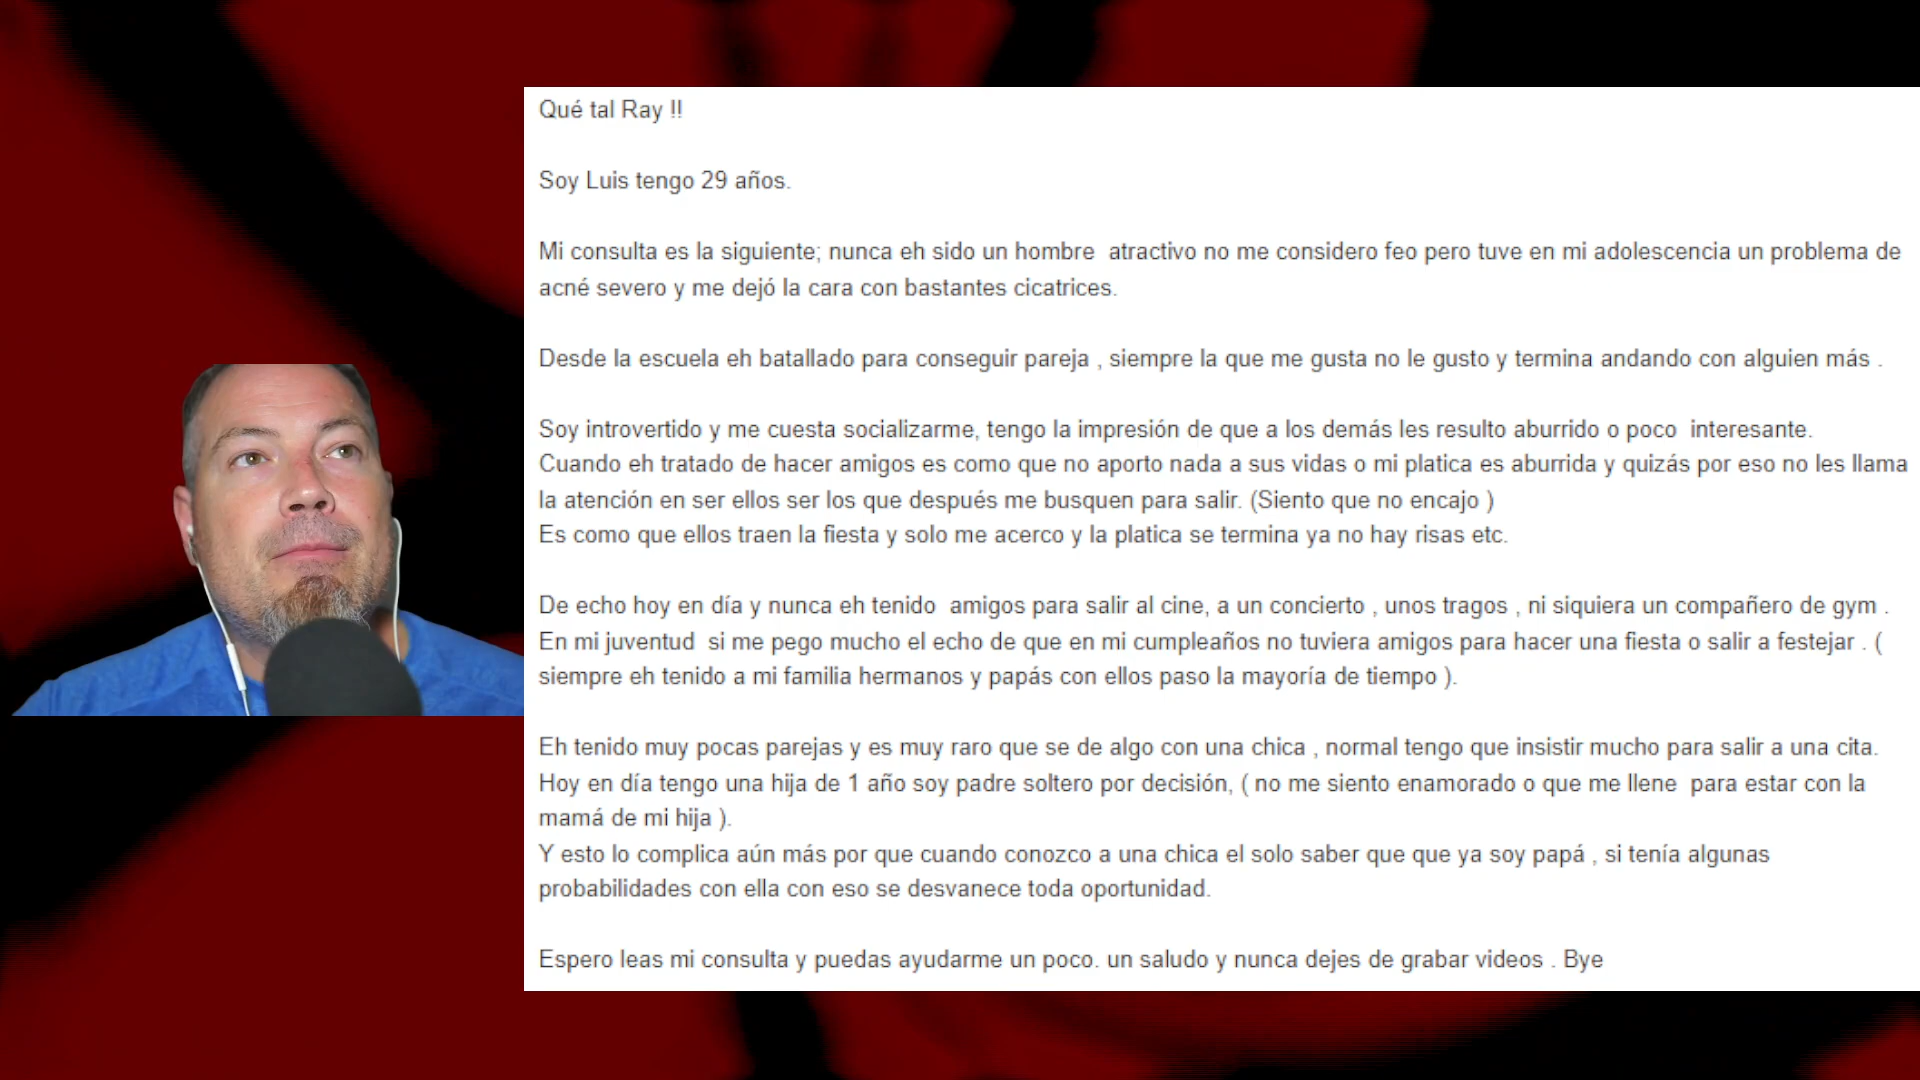 Qué tal Ray !!
Soy Luis tengo 29 años.
Mi consulta es la siguiente; nunca eh sido un hombre  atractivo no me considero feo pero tuve en mi adolescencia un problema de
acné severo y me dejó la cara con bastantes cicatrices.
Desde la escuela eh batallado para conseguir pareja , siempre la que me gusta no le gusto y termina andando con alguien más .
Soy introvertido y me cuesta socializarme, tengo la impresión de que a los demás les resulto aburrido o poco  interesante.
Cuando eh tratado de hacer amigos es como que no aporto nada a sus vidas o mi platica es aburrida y quizás por eso no les llama
la atención en ser ellos ser los que después me busquen para salir. (Siento que no encajo )
Es como que ellos traen la fiesta y solo me acerco y la platica se termina ya no hay risas etc.
De echo hoy en día y nunca eh tenido  amigos para salir al cine, a un concierto , unos tragos , ni siquiera un compañero de gym .
En mi juventud  si me pego mucho el echo de que en mi cumpleaños no tuviera amigos para hacer una fiesta o salir a festejar . (
siempre eh tenido a mi familia hermanos y papás con ellos paso la mayoría de tiempo ).
Eh tenido muy pocas parejas y es muy raro que se de algo con una chica , normal tengo que insistir mucho para salir a una cita.
Hoy en día tengo una hija de 1 año soy padre soltero por decisión, ( no me siento enamorado o que me llene  para estar con la
mamá de mi hija ).
Y esto lo complica aún más por que cuando conozco a una chica el solo saber que que ya soy papá , si tenía algunas
probabilidades con ella con eso se desvanece toda oportunidad.
Espero leas mi consulta y puedas ayudarme un poco. un saludo y nunca dejes de grabar videos . Bye